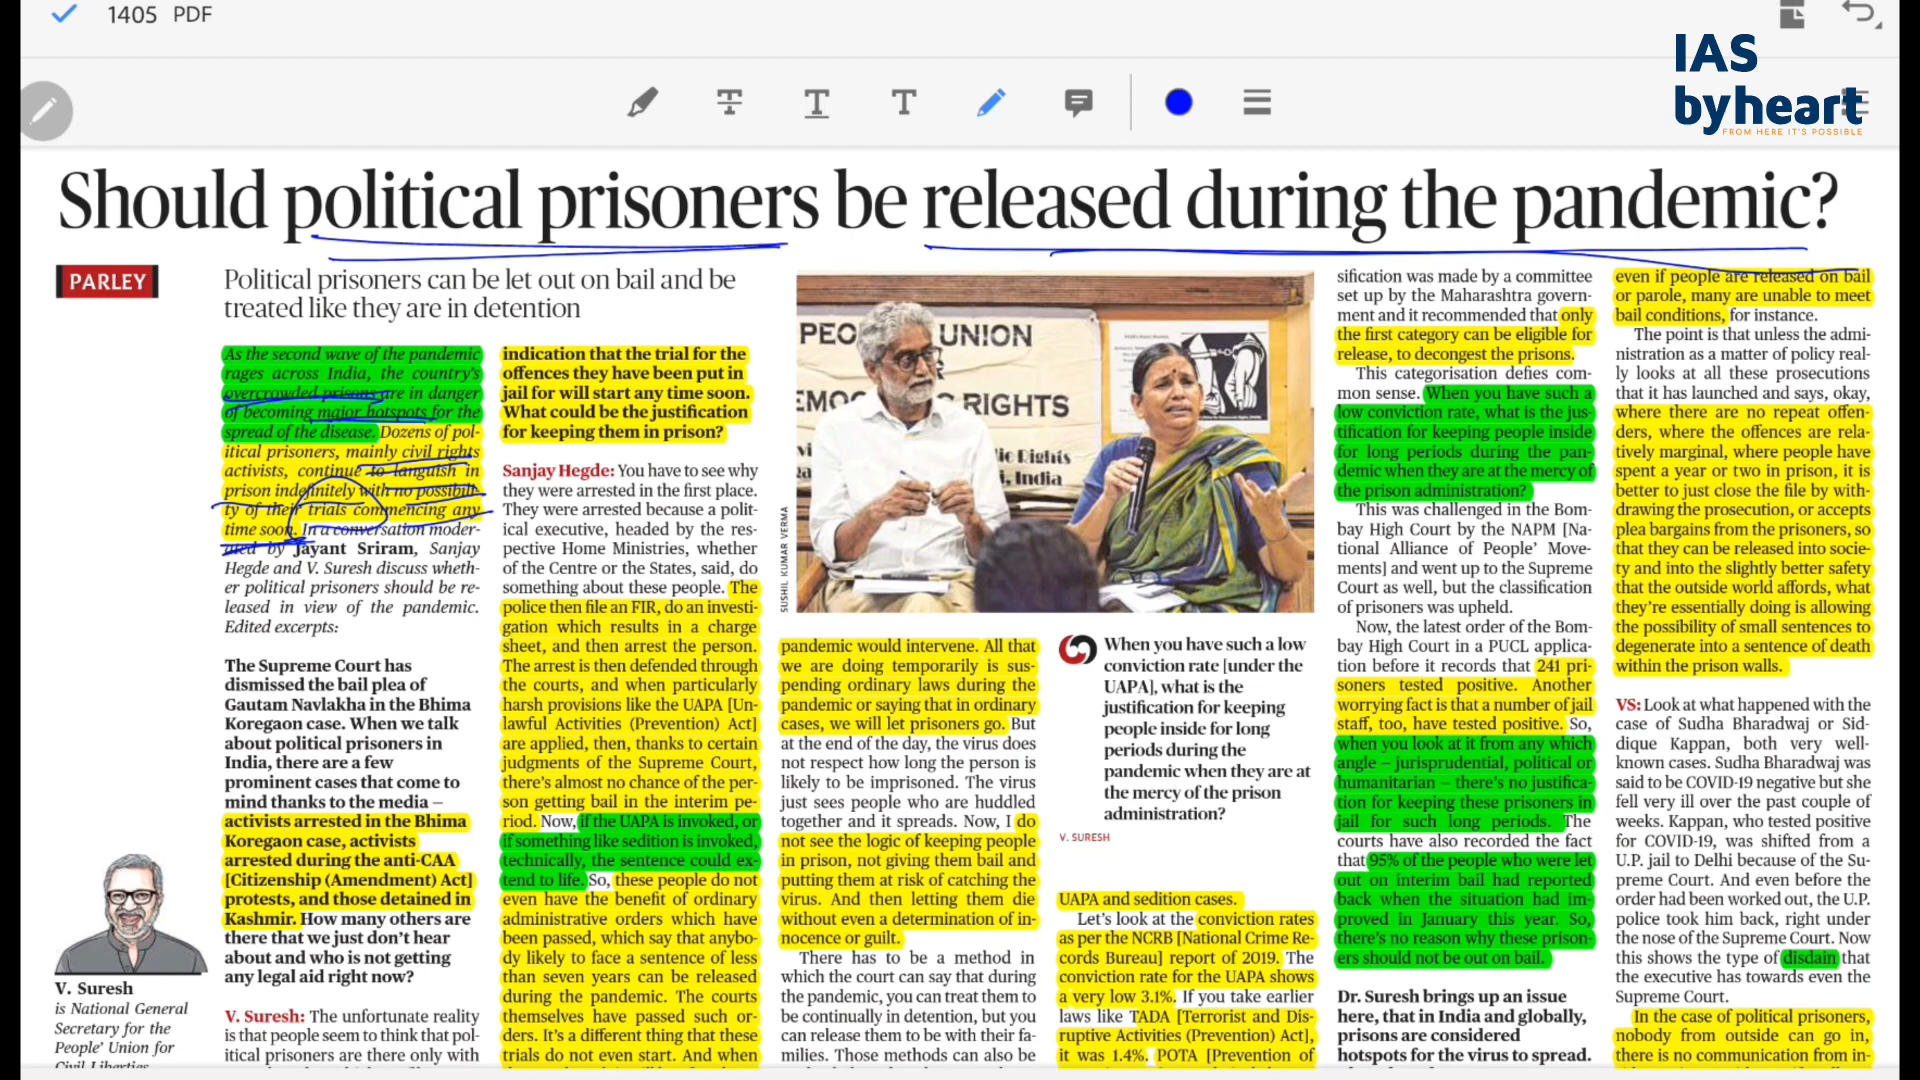 1405 PDF
IAS
byheart
FROM HERE IT'S POSSIBLE
Should political prisoners be released during the pandemic?
PARLEY
Political prisoners can be let out on bail and be
treated like they are in detention
As the second wave of the pandemic
rages across India, the country's
overcrowded prisons are in danger
of becoming major hotspots for the
spread of the disease. Dozens of pol-
itical prisoners, mainly civil rights
activists, continue to languish in
prison indefinitely with no possibili-
ty of their trials commencing any
time soon. In a conversation moder-
ated by Jayant Sriram, Sanjay
Hegde and V. Suresh discuss wheth-
er political prisoners should be re-
leased in view of the pandemic.
Edited excerpts:
The Supreme Court has
dismissed the bail plea of
Gautam Navlakha in the Bhima
Koregaon case. When we talk
about political prisoners in
India, there are a few
prominent cases that come to
mind thanks to the media –
activists arrested in the Bhima
Koregaon case, activists
arrested during the anti-CAA
[Citizenship (Amendment) Act]
protests, and those detained in
Kashmir. How many others are
there that we just don't hear
about and who is not getting
any legal aid right now?
V. Suresh: The unfortunate reality
is that people seem to think that pol-
itical prisoners are there only with
V. Suresh
is National General
Secretary for the
People' Union for
Civil Liberties
indication that the trial for the
offences they have been put in
jail for will start any time soon.
What could be the justification
for keeping them in prison?
Sanjay Hegde: You have to see why
they were arrested in the first place.
They were arrested because a polit-
ical executive, headed by the res-
pective Home Ministries, whether
of the Centre or the States, said, do
something about these people. The
police then file an FIR, do an investi-
gation which results in a charge
sheet, and then arrest the person.
The arrest is then defended through
the courts, and when particularly
harsh provisions like the UAPA [Un-
lawful Activities (Prevention) Act]
are applied, then, thanks to certain
judgments of the Supreme Court,
there's almost no chance of the per-
son getting bail in the interim pe-
riod. Now, if the UAPA is invoked, or
if something like sedition is invoked,
technically, the sentence could ex-
tend to life. So, these people do not
even have the benefit of ordinary
administrative orders which have
been passed, which say that anybo-
dy likely to face a sentence of less
than seven years can be released
during the pandemic. The courts
themselves have passed such or-
ders. It's a different thing that these
trials do not even start. And when
SUSHIL KUMAR VERMA
PEO UNION
EMO RIGHTS
lic Rights
, India
pandemic would intervene. All that
we are doing temporarily is sus-
pending ordinary laws during the
pandemic or saying that in ordinary
cases, we will let prisoners go. But
at the end of the day, the virus does
not respect how long the person is
likely to be imprisoned. The virus
just sees people who are huddled
together and it spreads. Now, I do
not see the logic of keeping people
in prison, not giving them bail and
putting them at risk of catching the
virus. And then letting them die
without even a determination of in-
nocence or guilt.
There has to be a method in
which the court can say that during
the pandemic, you can treat them to
be continually in detention, but you
can release them to be with their fa-
milies. Those methods can also be
When you have such a low
conviction rate [under the
UAPA], what is the
justification for keeping
people inside for long
periods during the
pandemic when they are at
the mercy of the prison
administration?
V. SURESH
UAPA and sedition cases.
Let's look at the conviction rates
as per the NCRB [National Crime Re-
cords Bureau] report of 2019. The
conviction rate for the UAPA shows
a very low 3.1%. If you take earlier
laws like TADA [Terrorist and Dis-
ruptive Activities (Prevention) Act],
it was 1.4%. POTA [Prevention of
sification was made by a committee
set up by the Maharashtra govern-
ment and it recommended that only
the first category can be eligible for
release, to decongest the prisons.
This categorisation defies com-
mon sense. When you have such a
low conviction rate, what is the jus-
tification for keeping people inside
for long periods during the pan-
demic when they are at the mercy of
the prison administration?
This was challenged in the Bom-
bay High Court by the NAPM [Na-
tional Alliance of People' Move-
ments] and went up to the Supreme
Court as well, but the classification
of prisoners was upheld.
Now, the latest order of the Bom-
bay High Court in a PUCL applica-
tion before it records that 241 pri-
soners tested positive. Another
worrying fact is that a number of jail
staff, too, have tested positive. So,
when you look at it from any which
angle – jurisprudential, political or
humanitarian – there's no justifica-
tion for keeping these prisoners in
jail for such long periods. The
courts have also recorded the fact
that 95% of the people who were let
out on interim bail had reported
back when the situation had im-
proved in January this year. So,
there's no reason why these prison-
ers should not be out on bail.
Dr. Suresh brings up an issue
here, that in India and globally,
prisons are considered
hotspots for the virus to spread.
even if people are released on bail
or parole, many are unable to meet
bail conditions, for instance.
The point is that unless the admi-
nistration as a matter of policy real-
ly looks at all these prosecutions
that it has launched and says, okay,
where there are no repeat offen-
ders, where the offences are rela-
tively marginal, where people have
spent a year or two in prison, it is
better to just close the file by with-
drawing the prosecution, or accepts
plea bargains from the prisoners, so
that they can be released into socie-
ty and into the slightly better safety
that the outside world affords, what
they're essentially doing is allowing
the possibility of small sentences to
degenerate into a sentence of death
within the prison walls.
VS: Look at what happened with the
case of Sudha Bharadwaj or Sid-
dique Kappan, both very well-
known cases. Sudha Bharadwaj was
said to be COVID-19 negative but she
fell very ill over the past couple of
weeks. Kappan, who tested positive
for COVID-19, was shifted from a
U.P. jail to Delhi because of the Su-
preme Court. And even before the
order had been worked out, the U.P.
police took him back, right under
the nose of the Supreme Court. Now
this shows the type of disdain that
the executive has towards even the
Supreme Court.
In the case of political prisoners,
nobody from outside can go in,
there is no communication from in-